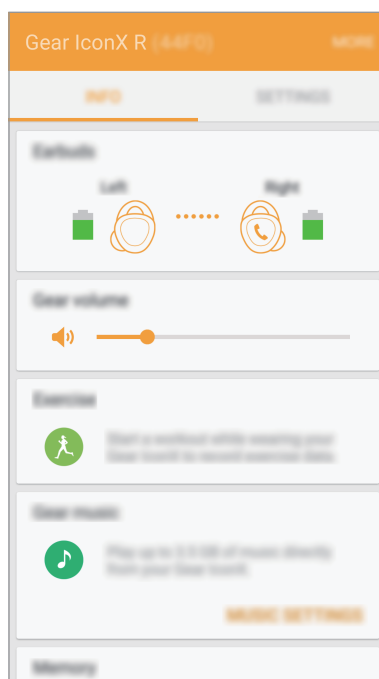 Gear IconX R (44F0)
MORE
INFO
SETTINGS
Earbuds
Left
Right
Gear volume
Exercise
Start a workout while wearing your
Gear IconX to record exercise data.
Gear music
Play up to 3.5 GB of music directly
from your Gear IconX.
MUSIC SETTINGS
Memory